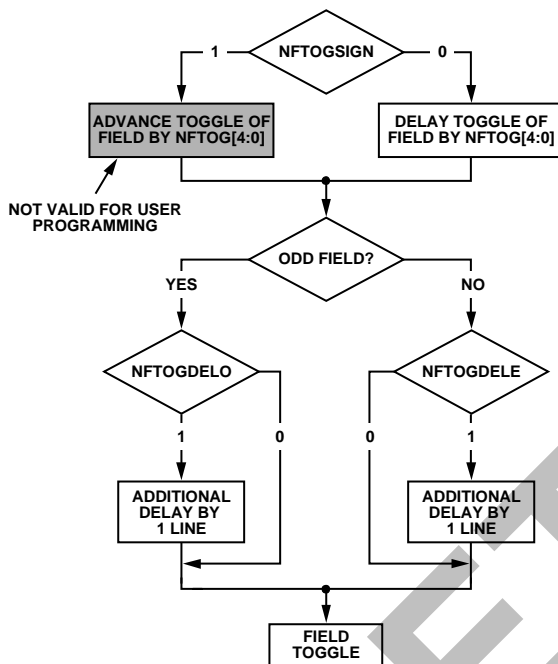 NFTOGSIGN
1
0
ADVANCE TOGGLE OF
FIELD BY NFTOG[4:0]
DELAY TOGGLE OF
FIELD BY NFTOG[4:0]
NOT VALID FOR USER
PROGRAMMING
ODD FIELD?
YES
NO
NFTOGDELO
NFTOGDELE
1
0
0
1
ADDITIONAL
DELAY BY
1 LINE
ADDITIONAL
DELAY BY
1 LINE
FIELD
TOGGLE